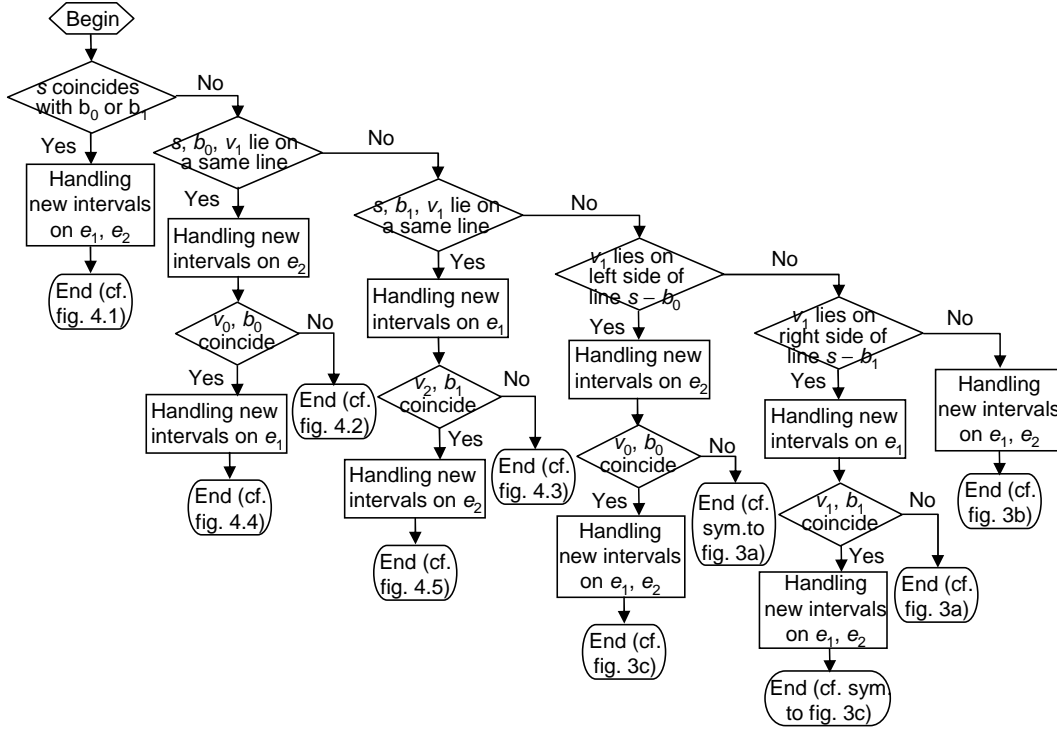 Begin
s coincides
with b₀ or b₁
No
Yes
Handling
new intervals
on e₁, e₂
End (cf.
fig. 4.1)
s, b₀, v₁ lie on
a same line
No
Yes
Handling new
intervals on e₂
v₀, b₀
coincide
No
Yes
Handling new
intervals on e₁
End (cf.
fig. 4.2)
End (cf.
fig. 4.4)
s, b₁, v₁ lie on
a same line
No
Yes
Handling new
intervals on e₁
v₂, b₁
coincide
No
Yes
Handling new
intervals on e₂
End (cf.
fig. 4.3)
End (cf.
fig. 4.5)
v₁ lies on
left side of
line s – b₀
No
Yes
Handling new
intervals on e₂
v₀, b₀
coincide
No
Yes
Handling
new intervals
on e₁, e₂
End (cf.
sym.to
fig. 3a)
End (cf.
fig. 3c)
v₁ lies on
right side of
line s – b₁
No
Yes
Handling new
intervals on e₁
v₁, b₁
coincide
No
Yes
Handling
new intervals
on e₁, e₂
End (cf.
fig. 3a)
End (cf. sym.
to fig. 3c)
Handling
new intervals
on e₁, e₂
End (cf.
fig. 3b)